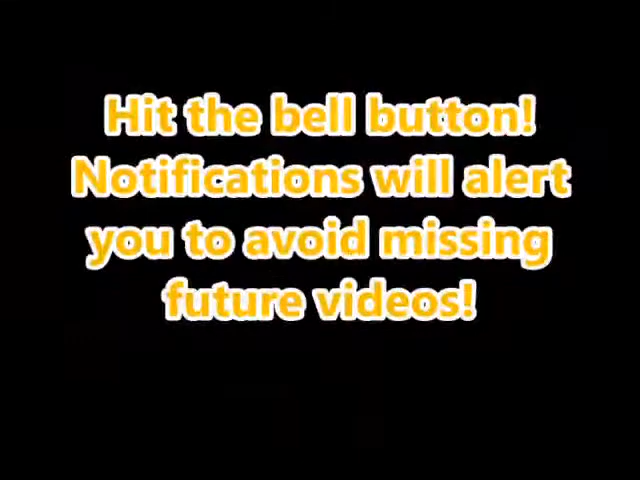 Hit the bell button!
Notifications will alert
you to avoid missing
future videos!